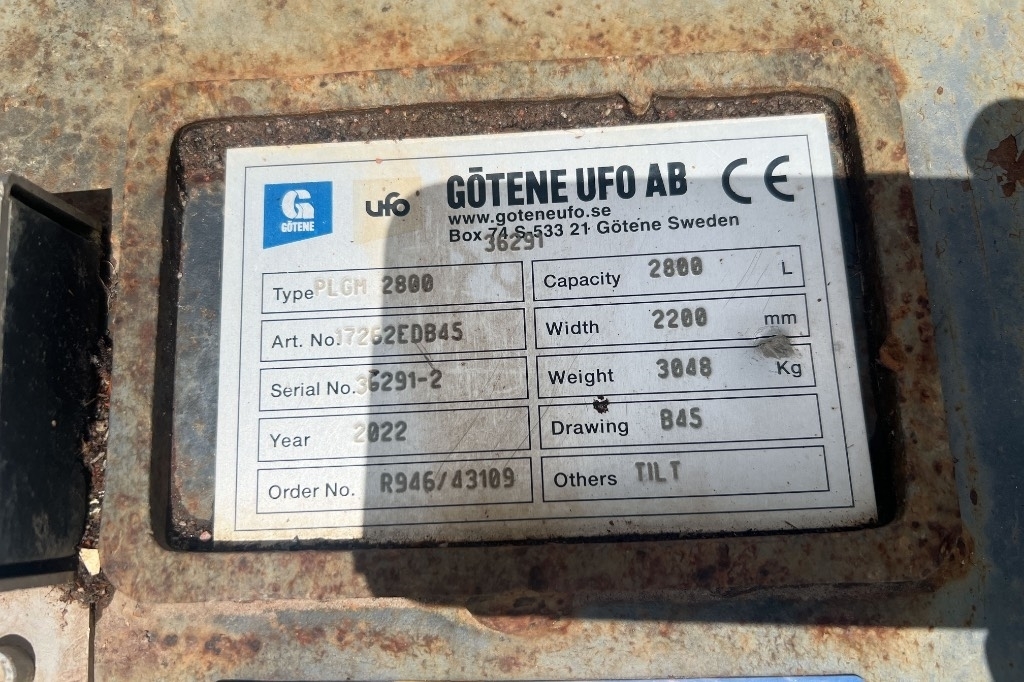 G
GÖTENE
ufo
GÖTENE UFO AB CE
www.goteneufo.se
Box 74 S-533 21 Götene Sweden
36291
Type PLGM 2800
Capacity 2800 L
Art. No. 17262EDB45
Width 2200 mm
Serial No. 36291-2
Weight 3048 Kg
Year 2022
Drawing B45
Order No. R946/43109
Others TILT